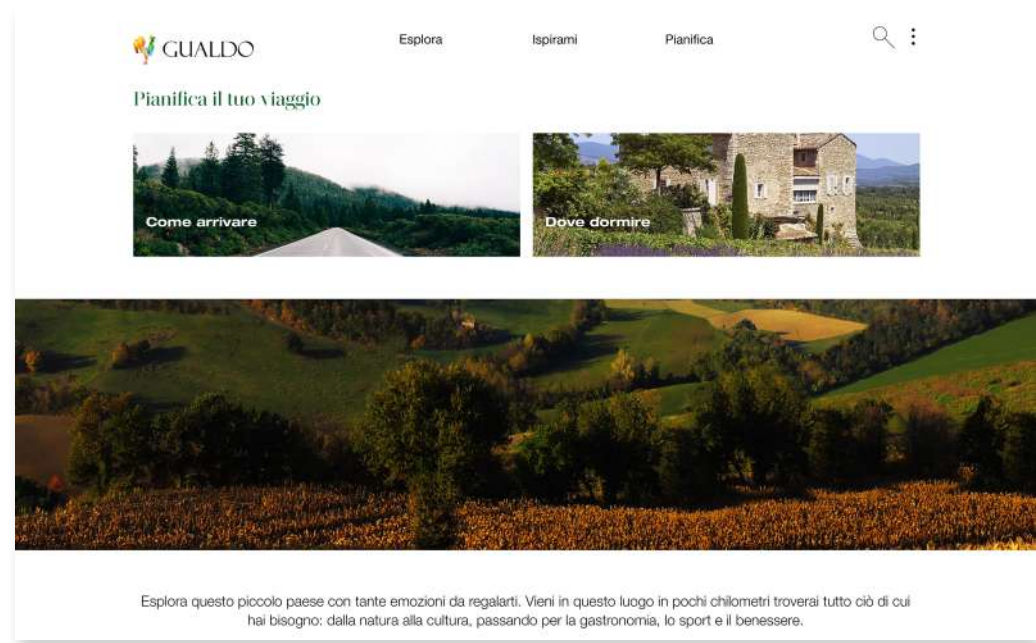 GUALDO
Esplora
Ispirami
Pianifica
Pianifica il tuo viaggio
Come arrivare
Dove dormire
Esplora questo piccolo paese con tante emozioni da regalarti. Vieni in questo luogo in pochi chilometri troverai tutto ciò di cui
hai bisogno: dalla natura alla cultura, passando per la gastronomia, lo sport e il benessere.